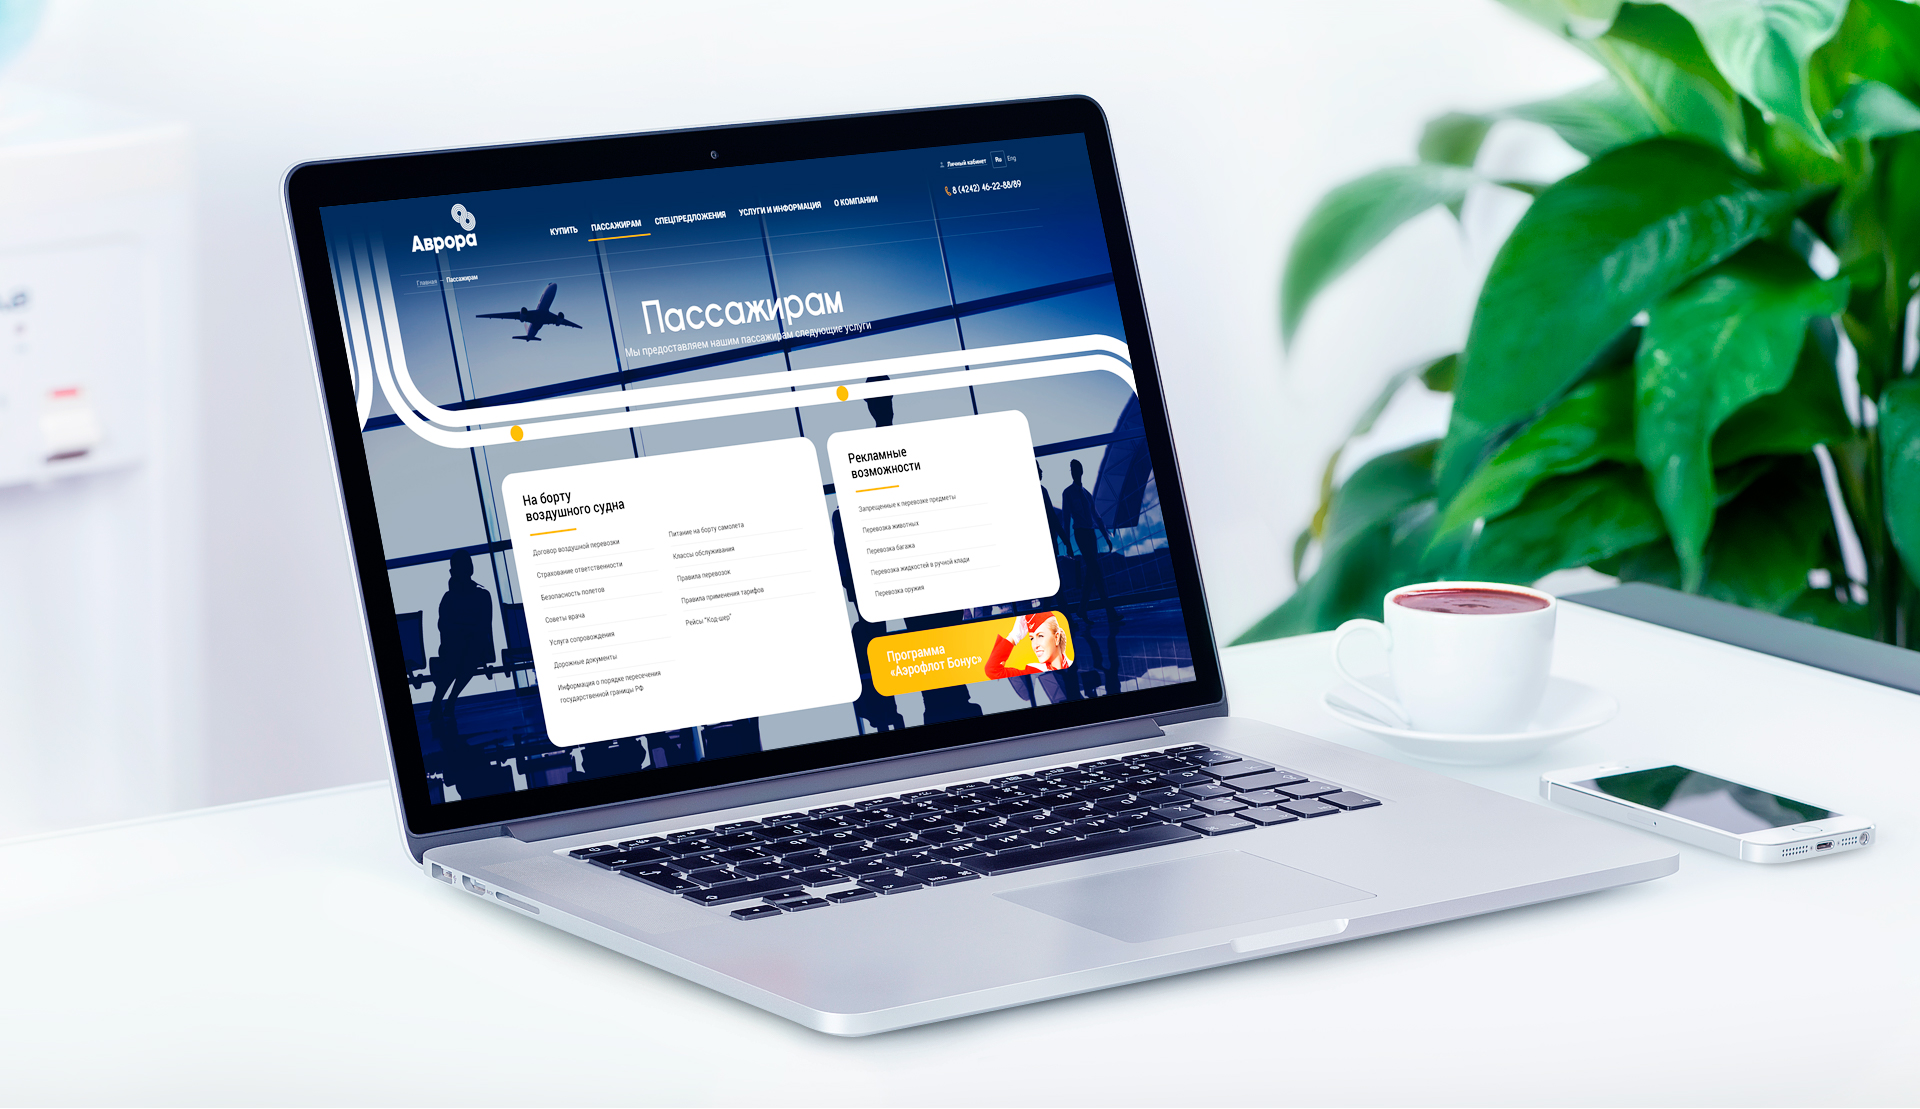 Личный кабинет Ru Eng
8 (4242) 46-22-88/89
Аврора
КУПИТЬ ПАССАЖИРАМ СПЕЦПРЕДЛОЖЕНИЯ УСЛУГИ И ИНФОРМАЦИЯ О КОМПАНИИ
Главная – Пассажирам
Пассажирам
Мы предоставляем нашим пассажирам следующие услуги
На борту
воздушного судна
Договор воздушной перевозки
Страхование ответственности
Безопасность полетов
Советы врача
Услуга сопровождения
Дорожные документы
Информация о порядке пересечения
государственной границы РФ
Питание на борту самолета
Классы обслуживания
Правила перевозок
Правила применения тарифов
Рейсы "Код-шер"
Рекламные
возможности
Запрещенные к перевозке предметы
Перевозка животных
Перевозка багажа
Перевозка жидкостей в ручной клади
Перевозка оружия
Программа
«Аэрофлот Бонус»